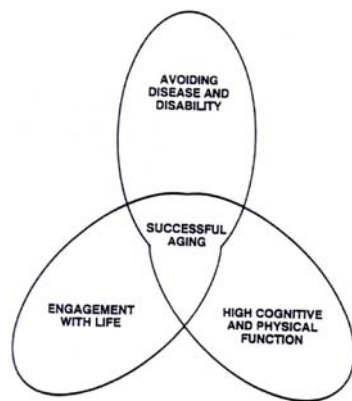 AVOIDING
DISEASE AND
DISABILITY
SUCCESSFUL
AGING
ENGAGEMENT
WITH LIFE
HIGH COGNITIVE
AND PHYSICAL
FUNCTION